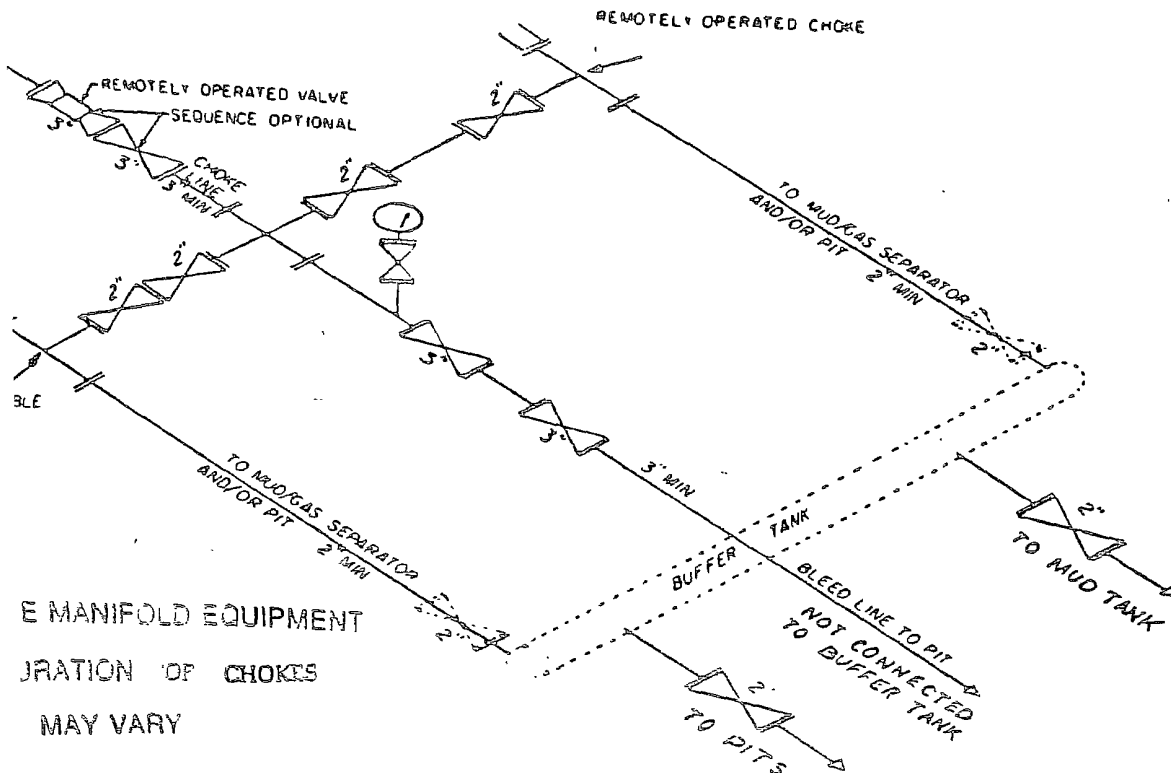 REMOTELY OPERATED CHOKE
REMOTELY OPERATED VALVE
SEQUENCE OPTIONAL
3"
3"
CHOKE
LINE
3" MIN
2"
2"
2"
2"
1
3"
3"
3" MIN
TO MUD/GAS SEPARATOR
AND/OR PIT
2" MIN
2"
BLE
TO MUD/GAS SEPARATOR
AND/OR PIT
2" MIN
2"
BUFFER TANK
BLEED LINE TO PIT
NOT CONNECTED
TO BUFFER TANK
2"
TO MUD TANK
2"
TO PITS
E MANIFOLD EQUIPMENT
JRATION OF CHOKES
MAY VARY